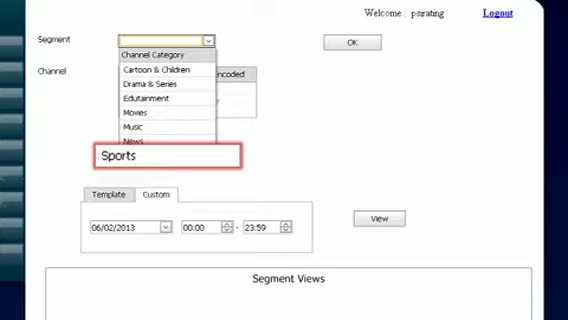 Welcome psirating Logout
Segment
OK
Channel Category
Channel
Cartoon & Children
ncoded
Drama & Series
Edutainment
Movies
Music
News
Sports
Template Custom
06/02/2013 00:00 - 23:59
View
Segment Views